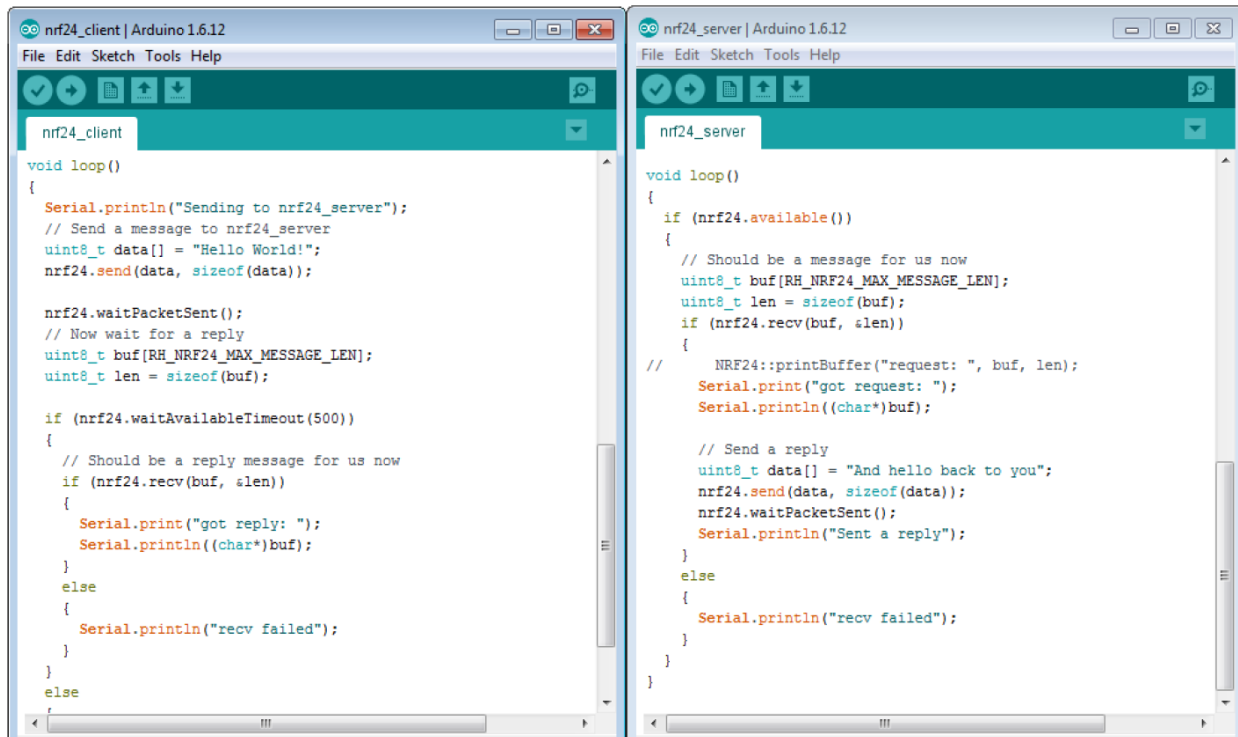 nrf24_client | Arduino 1.6.12
File Edit Sketch Tools Help
nrf24_client
void loop()
{
  Serial.println("Sending to nrf24_server");
  // Send a message to nrf24_server
  uint8_t data[] = "Hello World!";
  nrf24.send(data, sizeof(data));

  nrf24.waitPacketSent();
  // Now wait for a reply
  uint8_t buf[RH_NRF24_MAX_MESSAGE_LEN];
  uint8_t len = sizeof(buf);

  if (nrf24.waitAvailableTimeout(500))
  {
    // Should be a reply message for us now
    if (nrf24.recv(buf, &len))
    {
      Serial.print("got reply: ");
      Serial.println((char*)buf);
    }
    else
    {
      Serial.println("recv failed");
    }
  }
  else
  {
nrf24_server | Arduino 1.6.12
File Edit Sketch Tools Help
nrf24_server
void loop()
{
  if (nrf24.available())
  {
    // Should be a message for us now
    uint8_t buf[RH_NRF24_MAX_MESSAGE_LEN];
    uint8_t len = sizeof(buf);
    if (nrf24.recv(buf, &len))
    {
//      NRF24::printBuffer("request: ", buf, len);
      Serial.print("got request: ");
      Serial.println((char*)buf);

      // Send a reply
      uint8_t data[] = "And hello back to you";
      nrf24.send(data, sizeof(data));
      nrf24.waitPacketSent();
      Serial.println("Sent a reply");
    }
    else
    {
      Serial.println("recv failed");
    }
  }
}